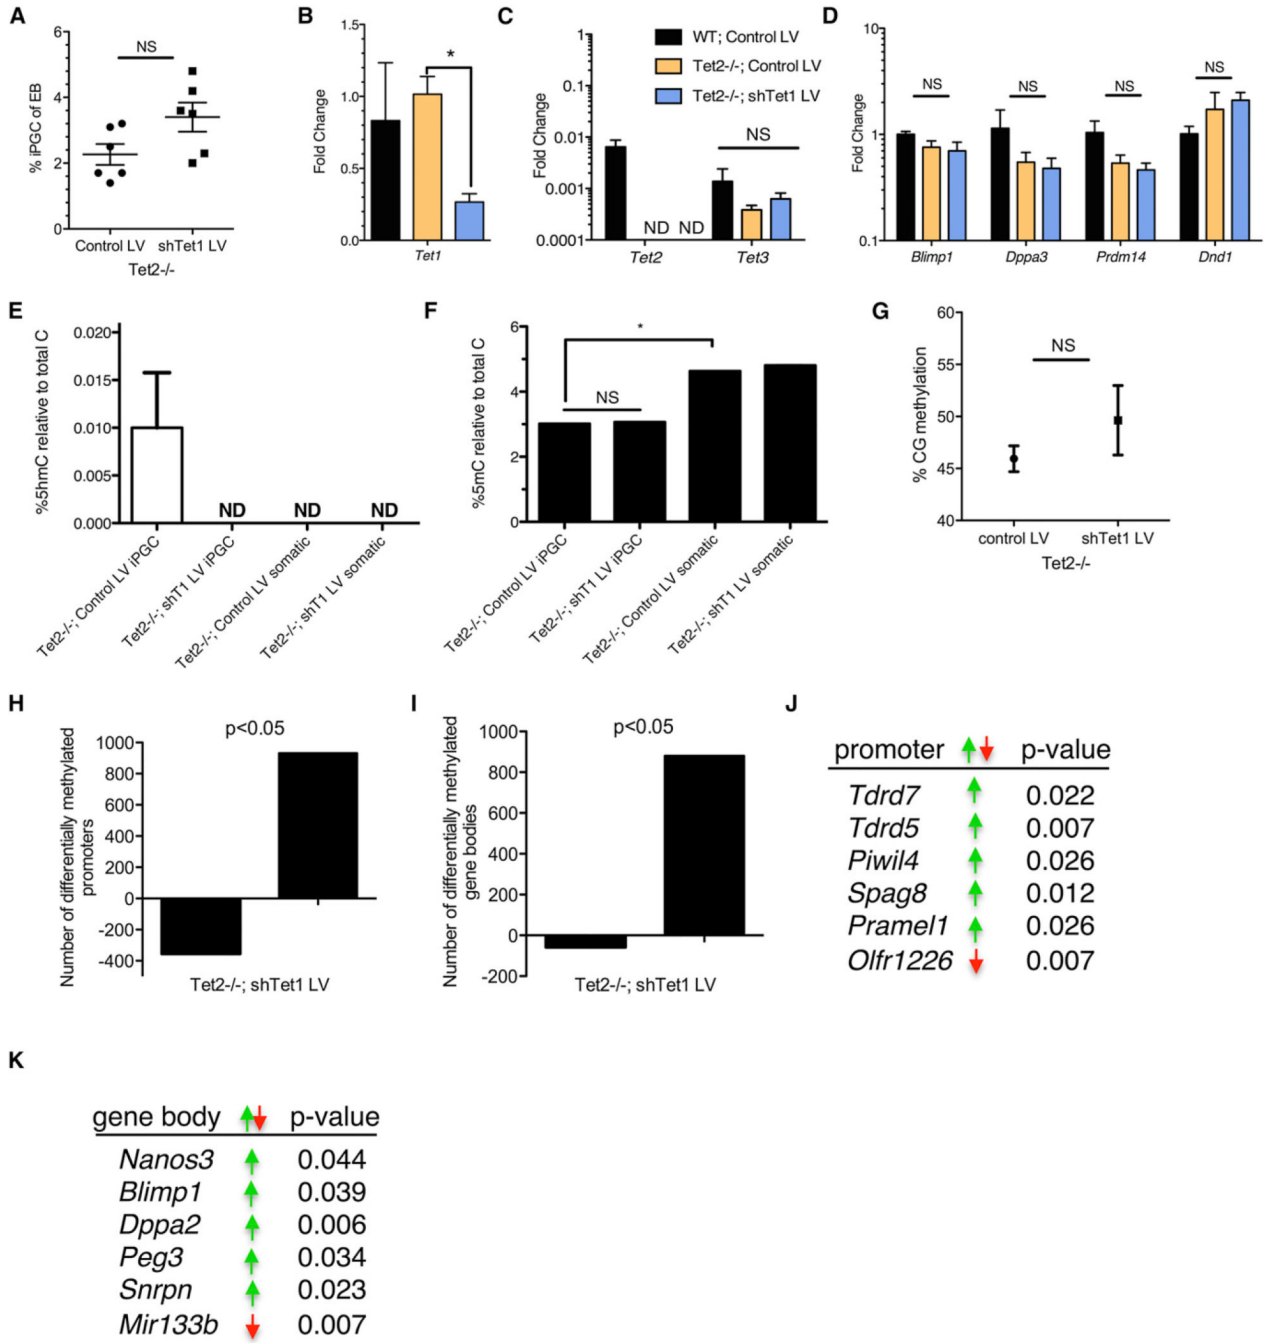 A
% iPGC of EB
6
4
2
0
NS
Control LV
shTet1 LV
Tet2-/-
B
Fold Change
1.5
1.0
0.5
0.0
*
Tet1
C
Fold Change
1
0.1
0.01
0.001
0.0001
WT; Control LV
Tet2-/-; Control LV
Tet2-/-; shTet1 LV
NS
ND ND
Tet2
Tet3
D
Fold Change
10
1
0.1
NS
NS
NS
NS
Blimp1
Dppa3
Prdm14
Dnd1
E
%5hmC relative to total C
0.020
0.015
0.010
0.005
0.000
ND
ND
ND
Tet2-/-; Control LV iPGC
Tet2-/-; shT1 LV iPGC
Tet2-/-; Control LV somatic
Tet2-/-; shT1 LV somatic
F
%5mC relative to total C
6
4
2
0
*
NS
Tet2-/-; Control LV iPGC
Tet2-/-; shT1 LV iPGC
Tet2-/-; Control LV somatic
Tet2-/-; shT1 LV somatic
G
% CG methylation
60
55
50
45
40
NS
control LV
shTet1 LV
Tet2-/-
H
Number of differentially methylated
promoters
p<0.05
1000
800
600
400
200
0
-200
-400
Tet2-/-; shTet1 LV
I
Number of differentially methylated
gene bodies
p<0.05
1000
800
600
400
200
0
-200
Tet2-/-; shTet1 LV
J
promoter ↑↓ p-value
Tdrd7 ↑ 0.022
Tdrd5 ↑ 0.007
Piwil4 ↑ 0.026
Spag8 ↑ 0.012
Pramel1 ↑ 0.026
Olfr1226 ↓ 0.007
K
gene body ↑↓ p-value
Nanos3 ↑ 0.044
Blimp1 ↑ 0.039
Dppa2 ↑ 0.006
Peg3 ↑ 0.034
Snrpn ↑ 0.023
Mir133b ↓ 0.007